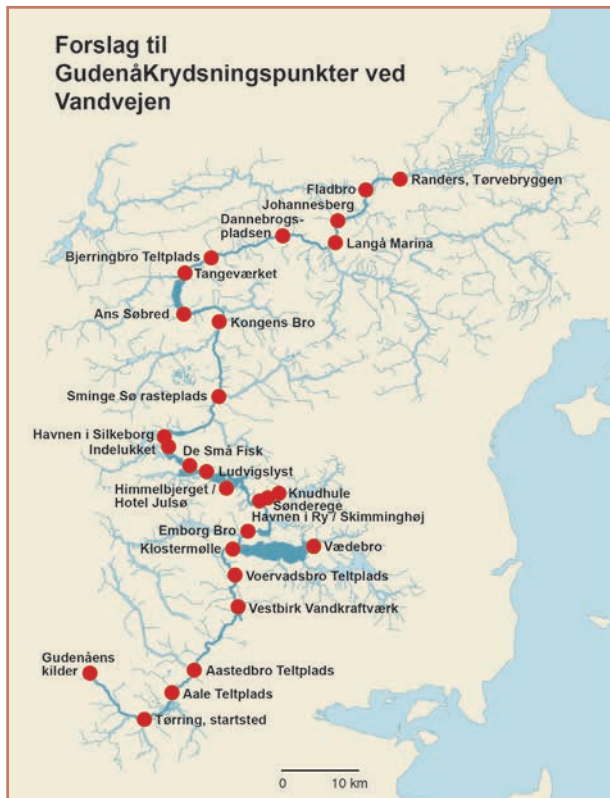 Forslag til
GudenåKrydsningspunkter ved
Vandvejen
Randers, Tørvebryggen
Fladbro
Johannesberg
Dannebrogs-
pladsen
Langå Marina
Bjerringbro Teltplads
Tangeværket
Ans Søbred
Kongens Bro
Sminge Sø rasteplads
Havnen i Silkeborg
Indelukket
De Små Fisk
Ludvigslyst
Himmelbjerget /
Hotel Julsø
Knudhule
Sønderege
Havnen i Ry / Skimminghøj
Emborg Bro
Klostermølle
Vædebro
Voervadsbro Teltplads
Vestbirk Vandkraftværk
Gudenåens
kilder
Aastedbro Teltplads
Aale Teltplads
Tørring, startsted
0 10 km